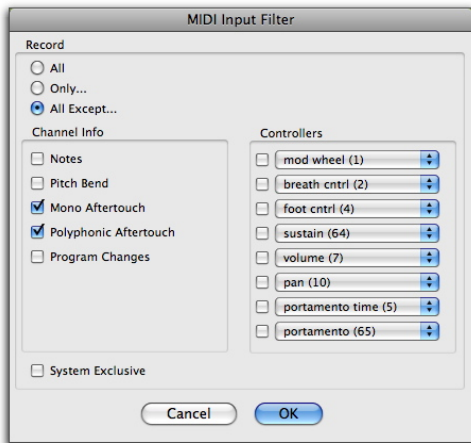 MIDI Input Filter
Record
All
Only...
All Except...
Channel Info
Notes
Pitch Bend
Mono Aftertouch
Polyphonic Aftertouch
Program Changes
Controllers
mod wheel (1)
breath cntrl (2)
foot cntrl (4)
sustain (64)
volume (7)
pan (10)
portamento time (5)
portamento (65)
System Exclusive
Cancel
OK